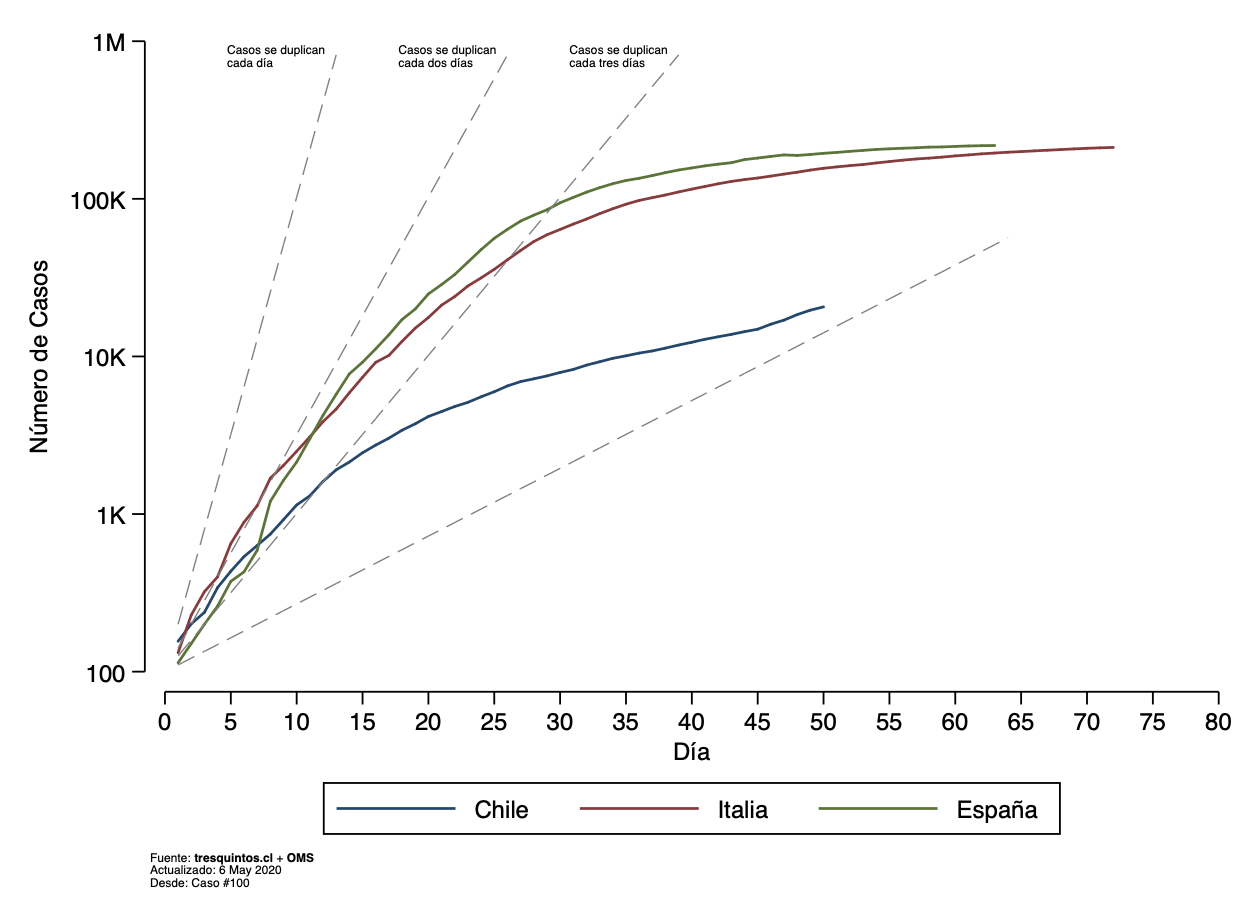 1M
100K
10K
1K
100
Número de Casos
Casos se duplican
cada día
Casos se duplican
cada dos días
Casos se duplican
cada tres días
0 5 10 15 20 25 30 35 40 45 50 55 60 65 70 75 80
Día
Chile Italia España
Fuente: tresquintos.cl + OMS
Actualizado: 6 May 2020
Desde: Caso #100